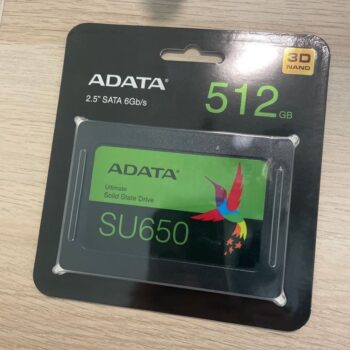 ADATA
2.5" SATA 6Gb/s
3D
NAND
512 GB
ADATA
Ultimate
Solid State Drive
SU650